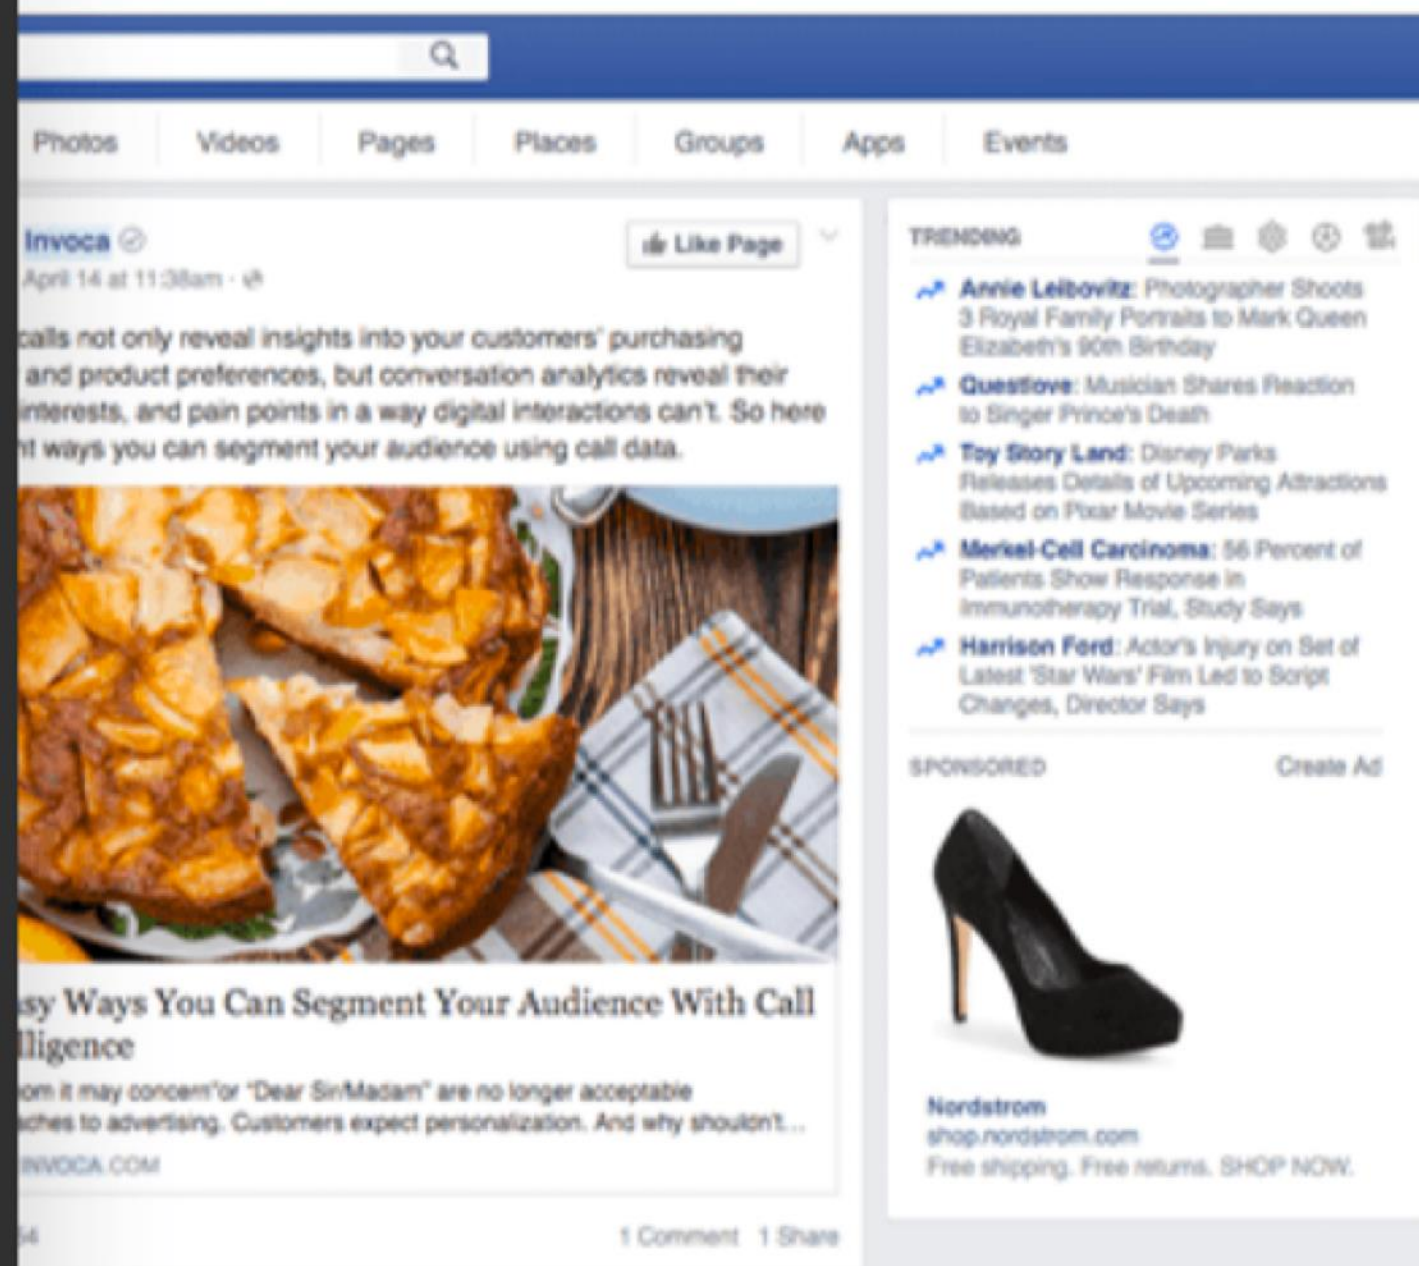 Photos Videos Pages Places Groups Apps Events
Invoca
Like Page
April 14 at 11:38am ·
calls not only reveal insights into your customers' purchasing
and product preferences, but conversation analytics reveal their
interests, and pain points in a way digital interactions can't. So here
ways you can segment your audience using call data.
Ways You Can Segment Your Audience With Call
it may concern"or "Dear Sir/Madam" are no longer acceptable
to advertising. Customers expect personalization. And why shouldn't...
INVOCA.COM
1 Comment 1 Share
TRENDING
Annie Leibovitz: Photographer Shoots
3 Royal Family Portraits to Mark Queen
Elizabeth's 90th Birthday
Questlove: Musician Shares Reaction
to Singer Prince's Death
Toy Story Land: Disney Parks
Releases Details of Upcoming Attractions
Based on Pixar Movie Series
Merkel-Cell Carcinoma: 56 Percent of
Patients Show Response in
Immunotherapy Trial, Study Says
Harrison Ford: Actor's Injury on Set of
Latest 'Star Wars' Film Led to Script
Changes, Director Says
SPONSORED Create Ad
Nordstrom
shop.nordstrom.com
Free shipping. Free returns. SHOP NOW.